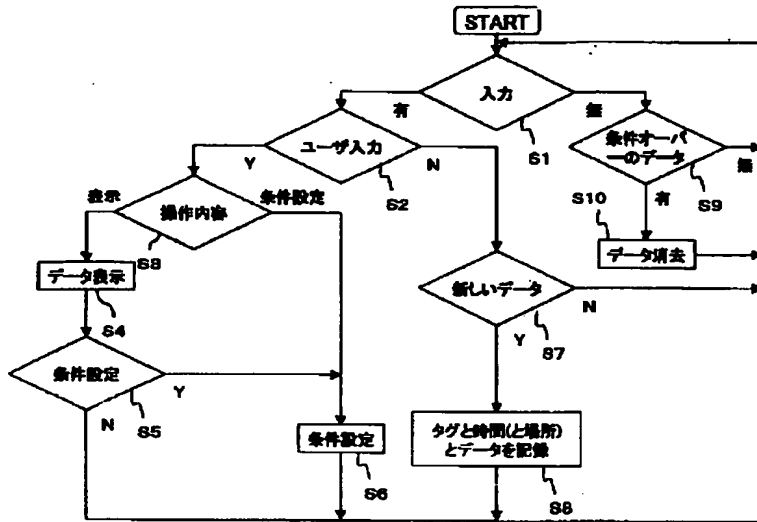 START
入力
有
無
S1
ユーザ入力
Y
N
S2
条件オーバ
ーのデータ
無
S9
有
S10
データ消去
表示
操作内容
条件設定
S3
データ表示
S4
新しいデータ
N
Y
S7
条件設定
Y
N
S5
条件設定
S6
タグと時間(と場所)
とデータを記録
S8